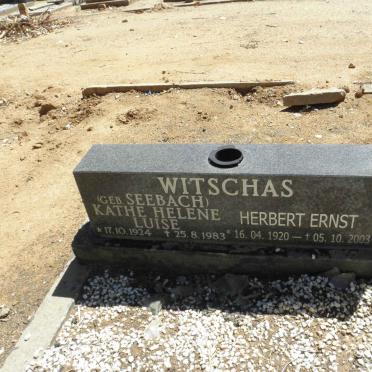 WITSCHAS
(GEB. SEEBACH)
KATHE HELENE
LUISE
*17.10.1924 †25.8.1983
HERBERT ERNST
*16.04.1920 — †05.10.2003